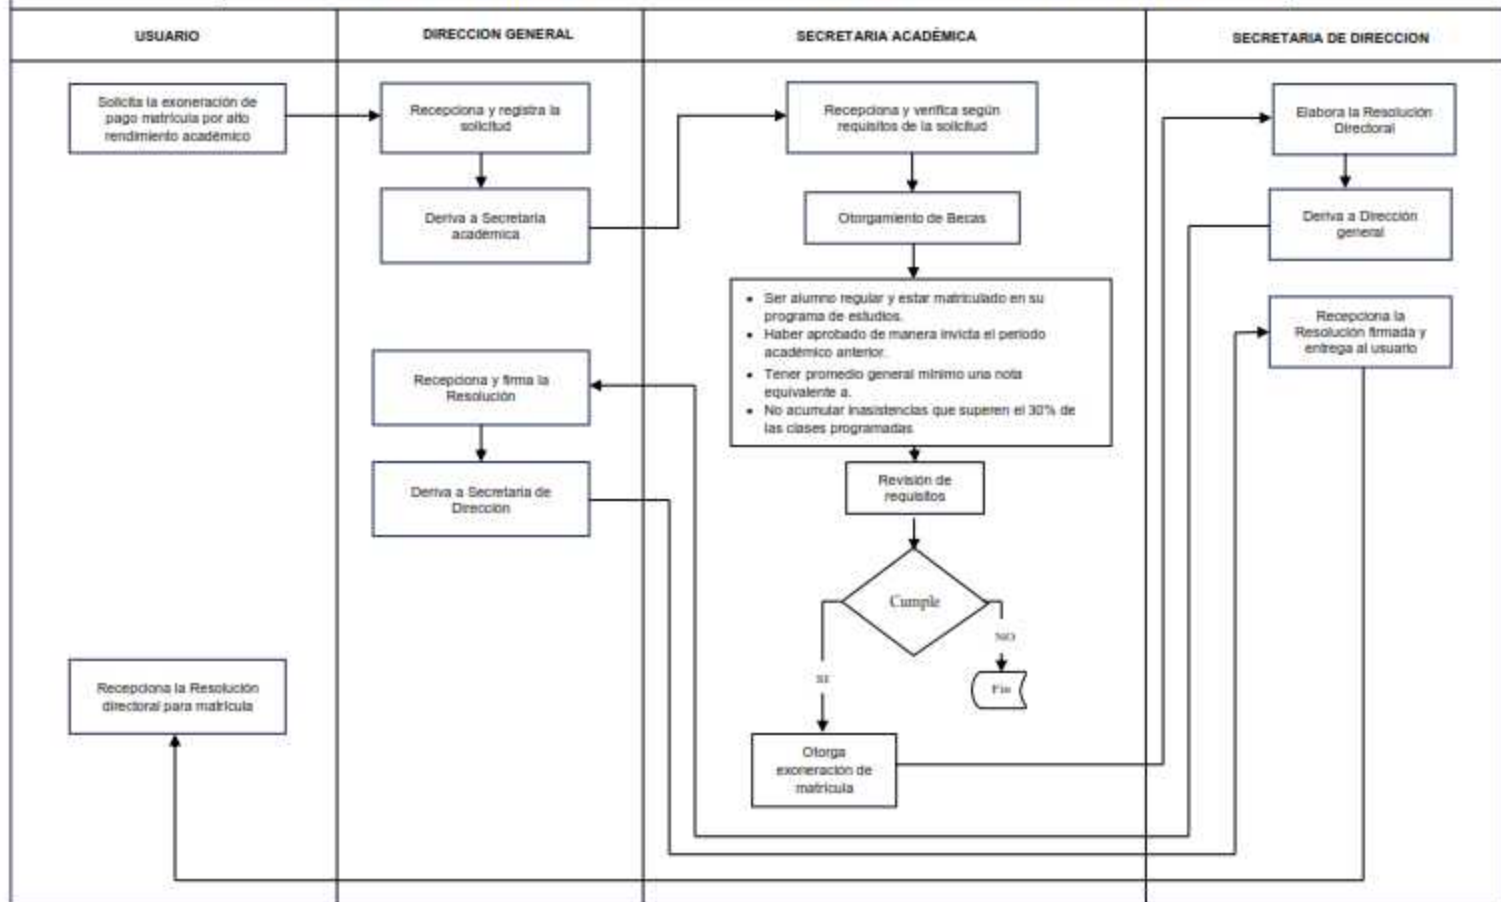 USUARIO
DIRECCION GENERAL
SECRETARIA ACADÉMICA
SECRETARIA DE DIRECCION
Solicita la exoneración de
pago matrícula por alto
rendimiento académico
Recepciona y registra la
solicitud
Deriva a Secretaria
académica
Recepciona y firma la
Resolución
Deriva a Secretaria de
Dirección
Recepciona y verifica según
requisitos de la solicitud
Otorgamiento de Becas
• Ser alumno regular y estar matriculado en su
programa de estudios.
• Haber aprobado de manera invicta el periodo
académico anterior.
• Tener promedio general mínimo una nota
equivalente a.
• No acumular inasistencias que superen el 30% de
las clases programadas
Revisión de
requisitos
Cumple
NO
SI
Fin
Otorga
exoneración de
matrícula
Elabora la Resolución
Directoral
Deriva a Dirección
general
Recepciona la
Resolución firmada y
entrega al usuario
Recepciona la Resolución
directoral para matrícula